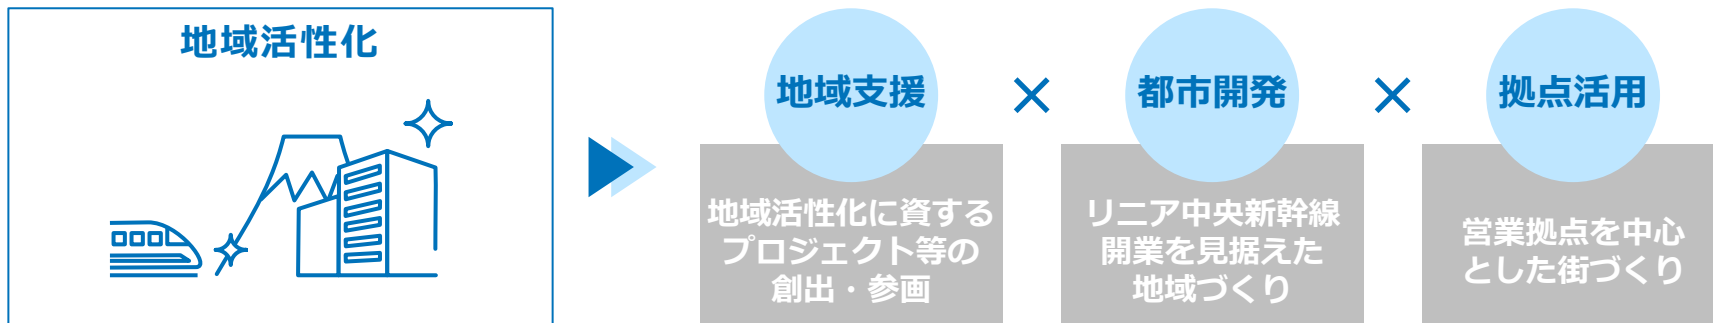 地域活性化
地域支援
×
都市開発
×
拠点活用
地域活性化に資する
プロジェクト等の
創出・参画
リニア中央新幹線
開業を見据えた
地域づくり
営業拠点を中心
とした街づくり